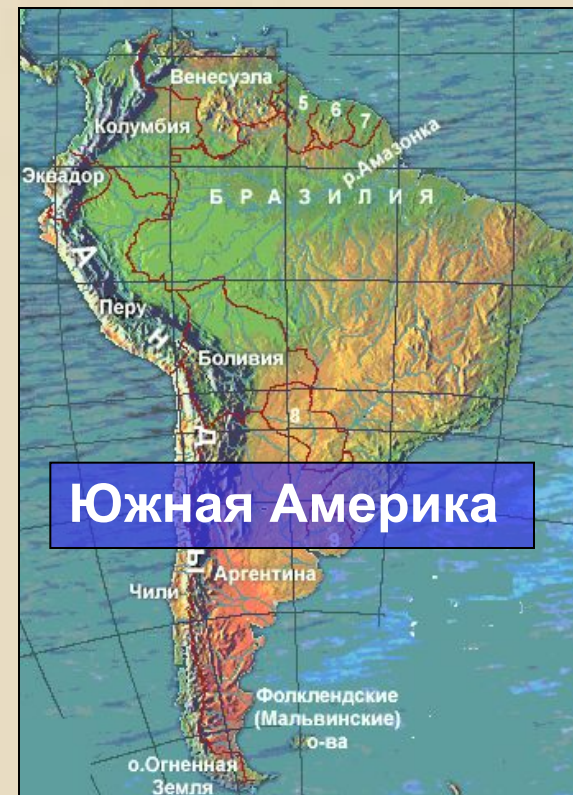 Венесуэла
5 6 7
Колумбия
р.Амазонка
Эквадор
БРАЗИЛИЯ
АНДЫ
Перу
Боливия
8
Южная Америка
9
Аргентина
Чили
Фолклендские
(Мальвинские)
о-ва
о.Огненная
Земля